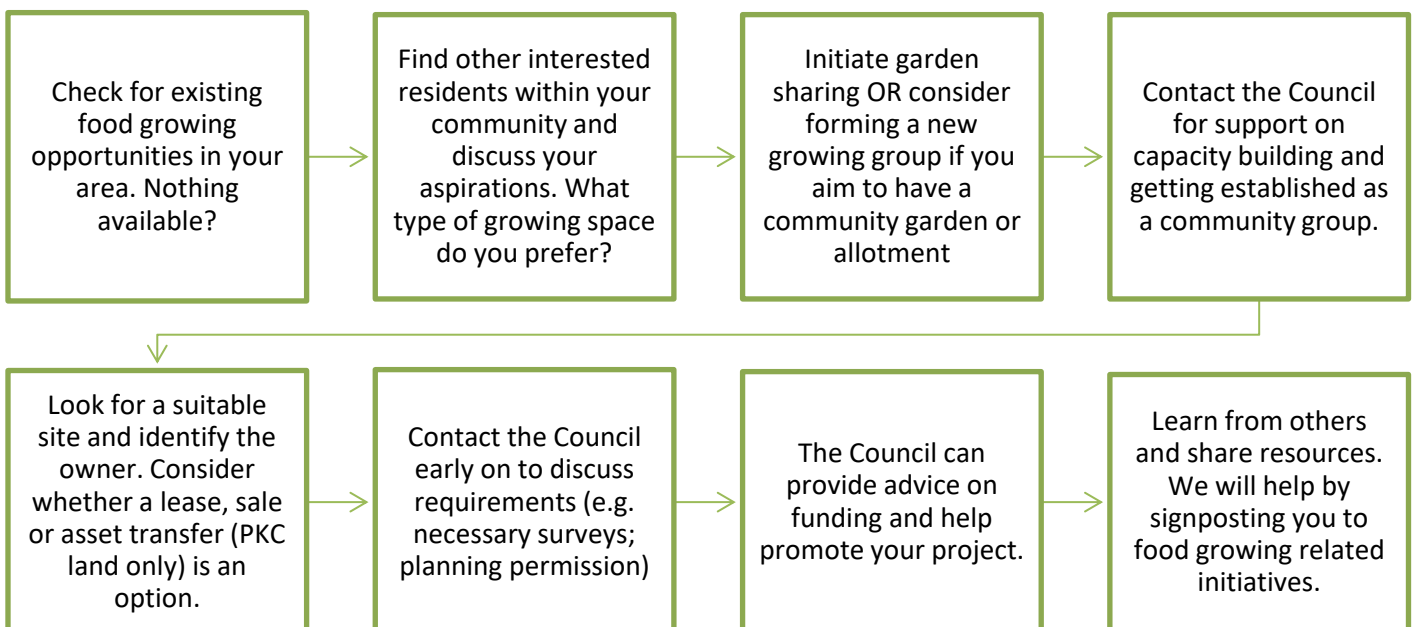 Check for existing
food growing
opportunities in your
area. Nothing
available?
Find other interested
residents within your
community and
discuss your
aspirations. What
type of growing space
do you prefer?
Initiate garden
sharing OR consider
forming a new
growing group if you
aim to have a
community garden or
allotment
Contact the Council
for support on
capacity building and
getting established as
a community group.
Look for a suitable
site and identify the
owner. Consider
whether a lease, sale
or asset transfer (PKC
land only) is an
option.
Contact the Council
early on to discuss
requirements (e.g.
necessary surveys;
planning permission)
The Council can
provide advice on
funding and help
promote your project.
Learn from others
and share resources.
We will help by
signposting you to
food growing related
initiatives.